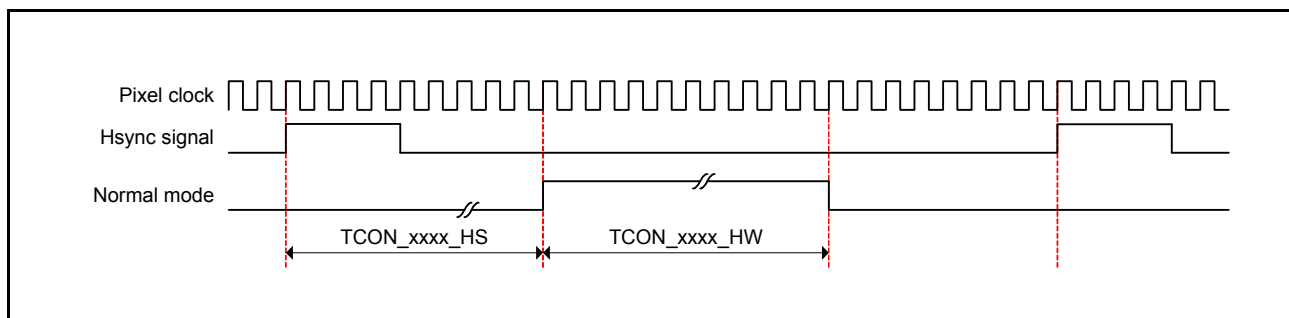 Pixel clock
Hsync signal
Normal mode
TCON_xxxx_HS
TCON_xxxx_HW